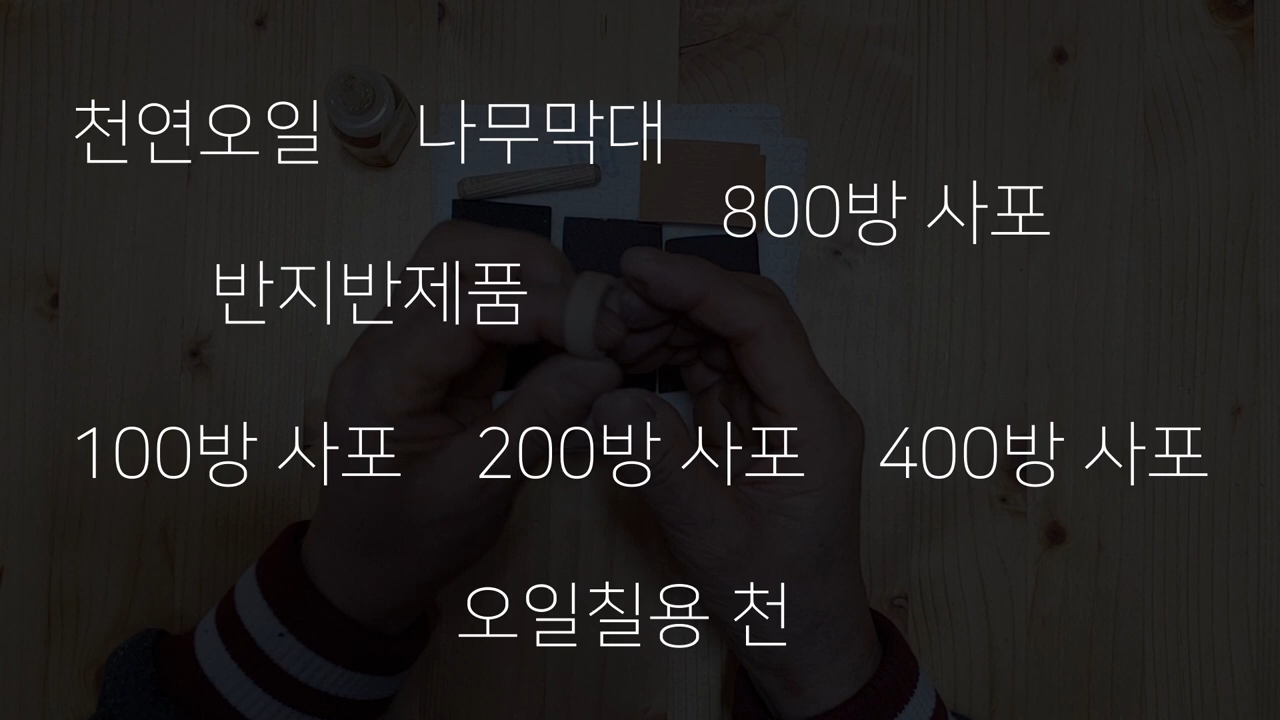 천연오일 나무막대
800방 사포
반지반제품
100방 사포 200방 사포 400방 사포
오일칠용 천